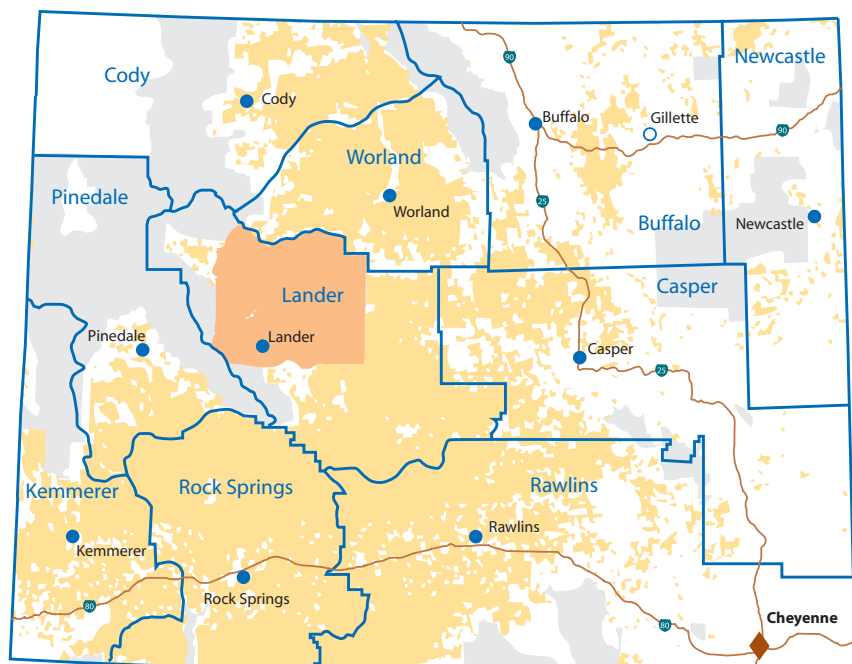 Cody
Cody
90
Newcastle
Buffalo
Gillette
90
Worland
Pinedale
Worland
25
Buffalo
Newcastle
Lander
Casper
Lander
Pinedale
Casper
25
Kemmerer
Rock Springs
Rawlins
Rawlins
Kemmerer
Rock Springs
80
80
Cheyenne